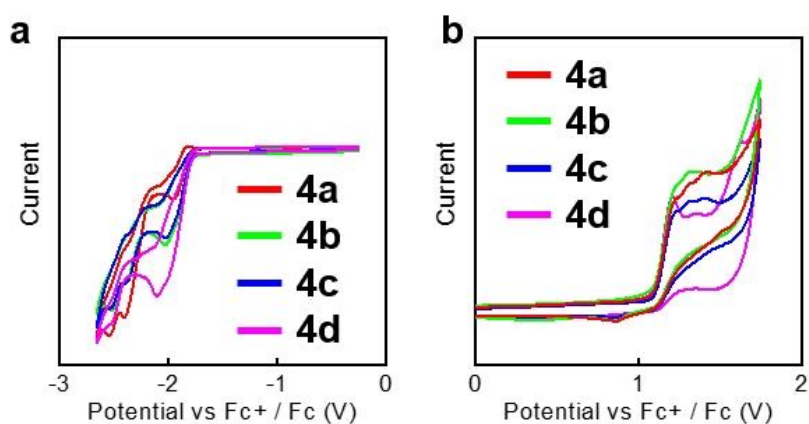 a
Current
4a
4b
4c
4d
-3
-2
-1
0
Potential vs Fc+ / Fc (V)
b
4a
4b
4c
4d
Current
0
1
2
Potential vs Fc+ / Fc (V)